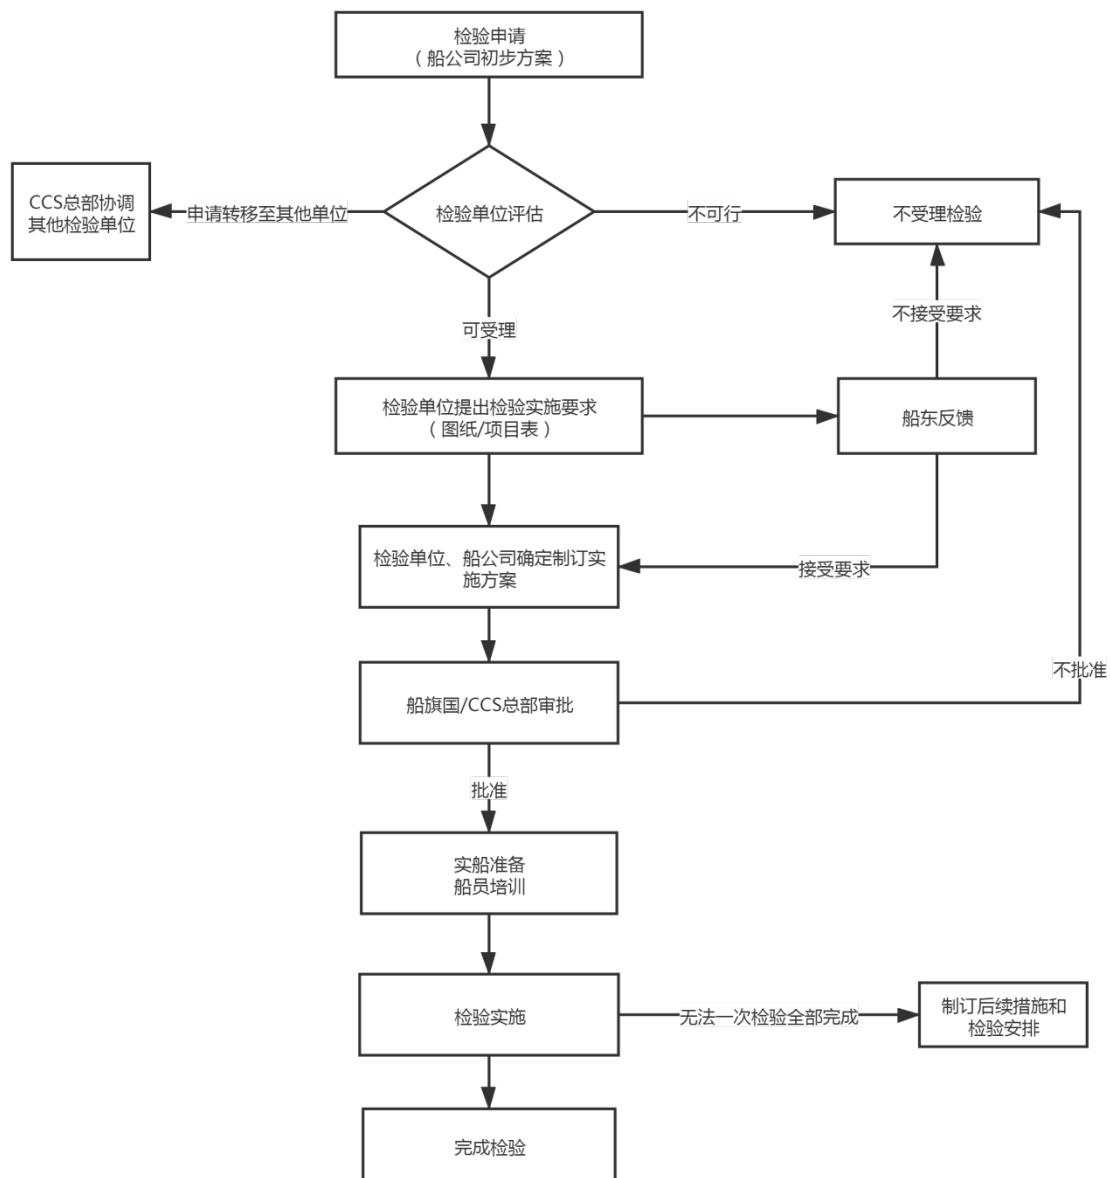 检验申请
（船公司初步方案）
CCS总部协调
其他检验单位
申请转移至其他单位
检验单位评估
不可行
不受理检验
不接受要求
可受理
检验单位提出检验实施要求
（图纸/项目表）
船东反馈
检验单位、船公司确定制订实
施方案
接受要求
船旗国/CCS总部审批
不批准
批准
实船准备
船员培训
检验实施
无法一次检验全部完成
制订后续措施和
检验安排
完成检验